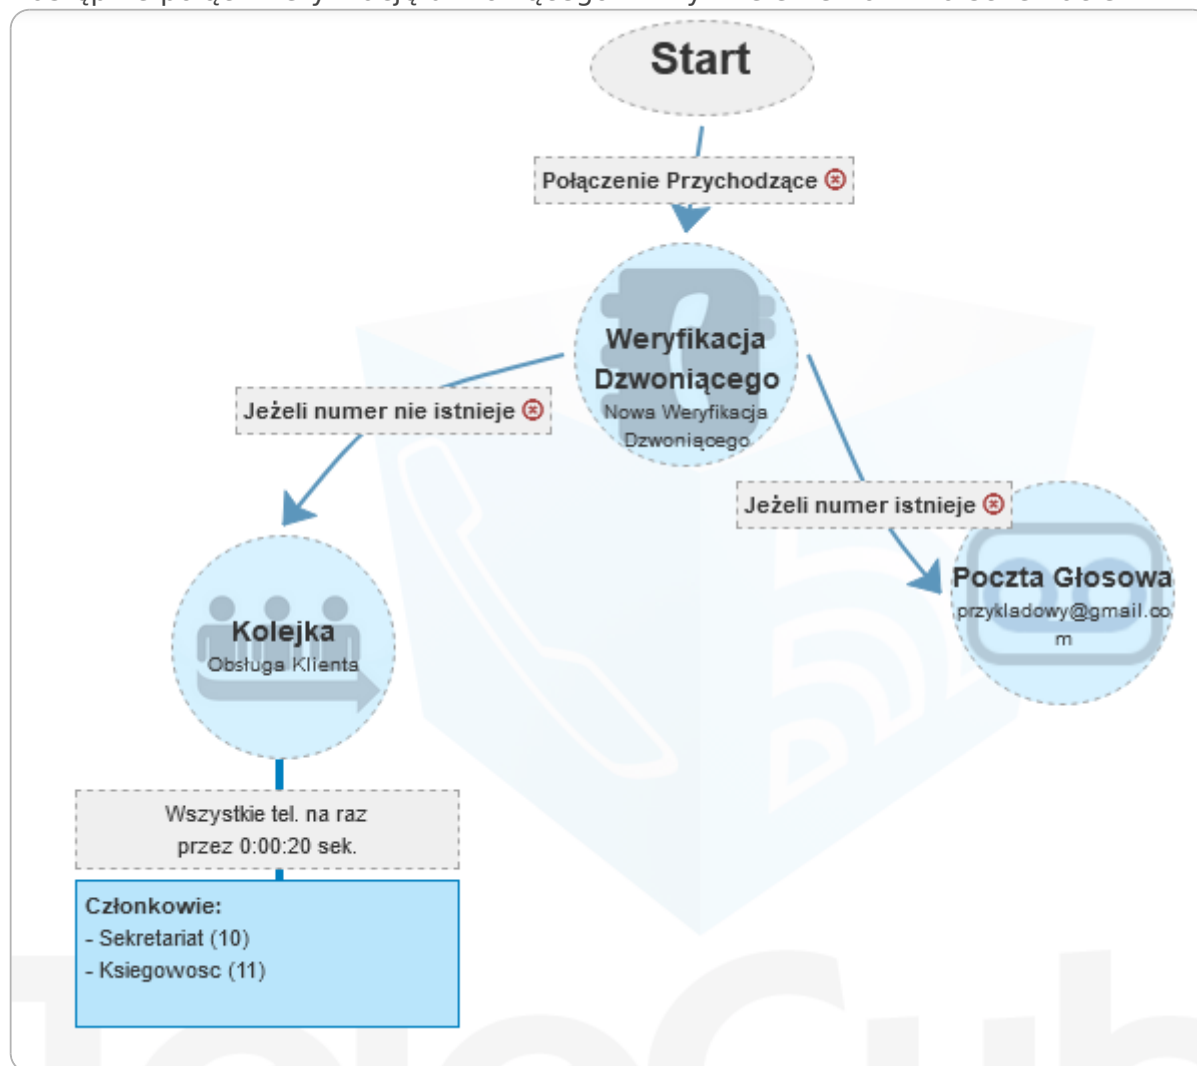 Start
Połączenie Przychodzące
Weryfikacja
Dzwoniącego
Nowa Weryfikacja
Dzwoniącego
Jeżeli numer nie istnieje
Jeżeli numer istnieje
Poczta Głosowa
przykladowy@gmail.co
m
Kolejka
Obsługa Klienta
Wszystkie tel. na raz
przez 0:00:20 sek.
Członkowie:
- Sekretariat (10)
- Ksiegowosc (11)
TeleCub